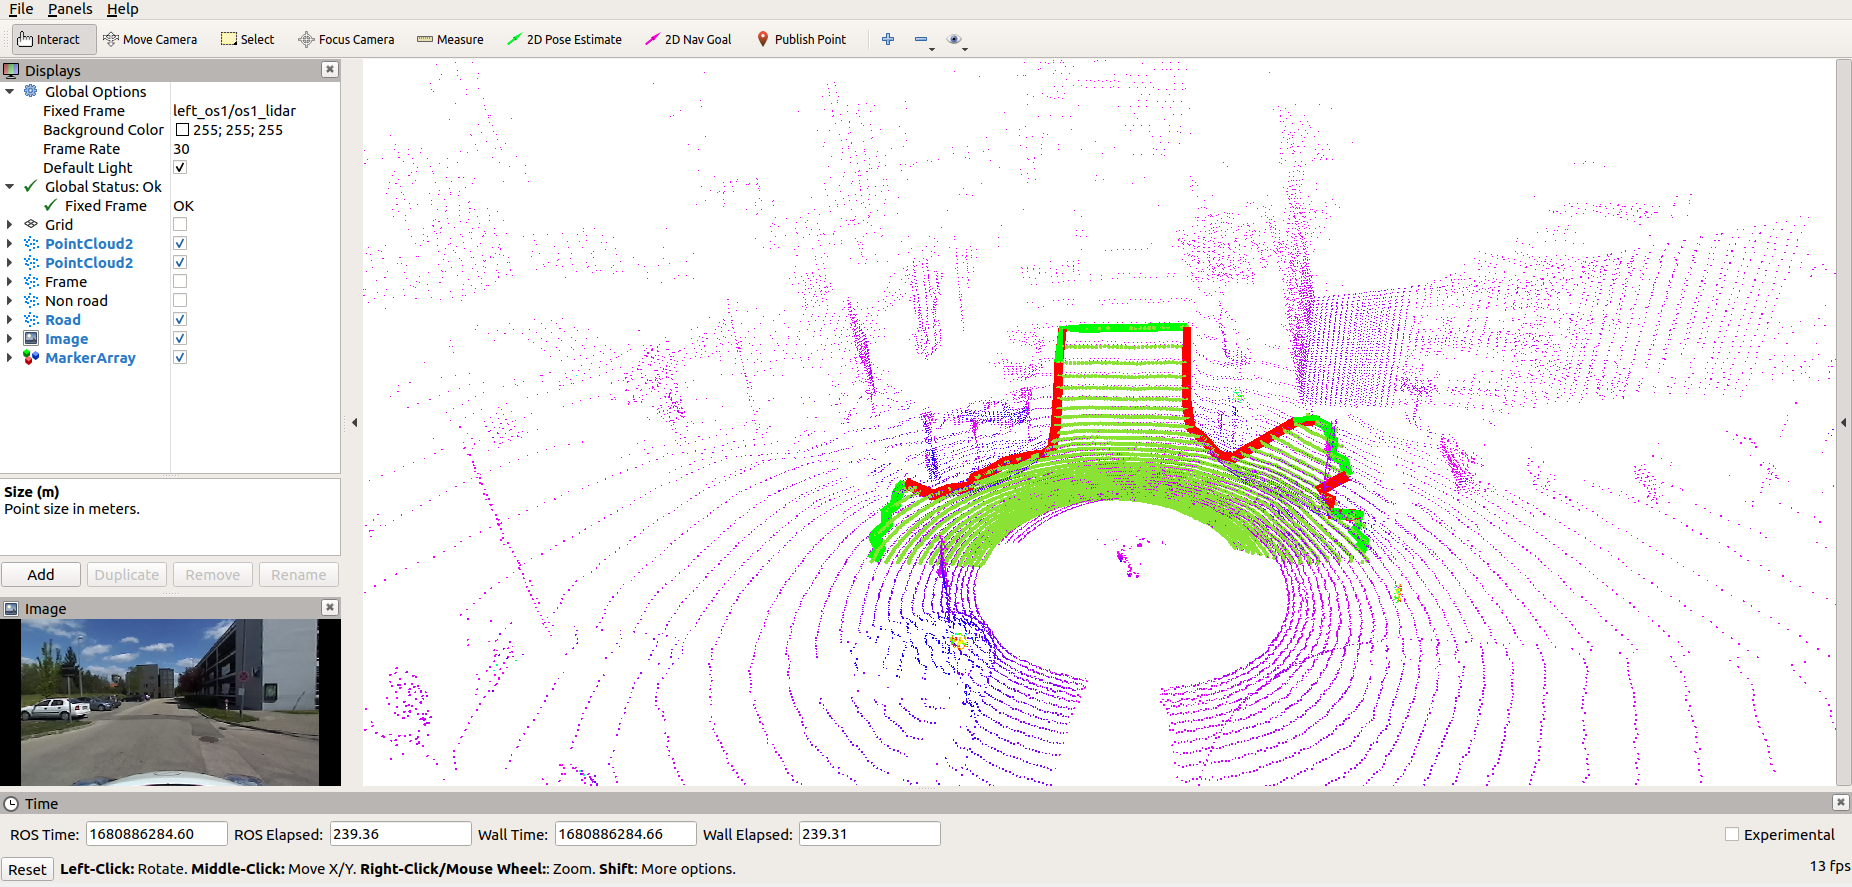 File Panels Help
Interact Move Camera Select Focus Camera Measure 2D Pose Estimate 2D Nav Goal Publish Point
Displays
Global Options
Fixed Frame left_os1/os1_lidar
Background Color 255; 255; 255
Frame Rate 30
Default Light
Global Status: Ok
Fixed Frame OK
Grid
PointCloud2
PointCloud2
Frame
Non road
Road
Image
MarkerArray
Size (m)
Point size in meters.
Add Duplicate Remove Rename
Image
Time
ROS Time: 1680886284.60 ROS Elapsed: 239.36 Wall Time: 1680886284.66 Wall Elapsed: 239.31 Experimental
Reset Left-Click: Rotate. Middle-Click: Move X/Y. Right-Click/Mouse Wheel:: Zoom. Shift: More options. 13 fps